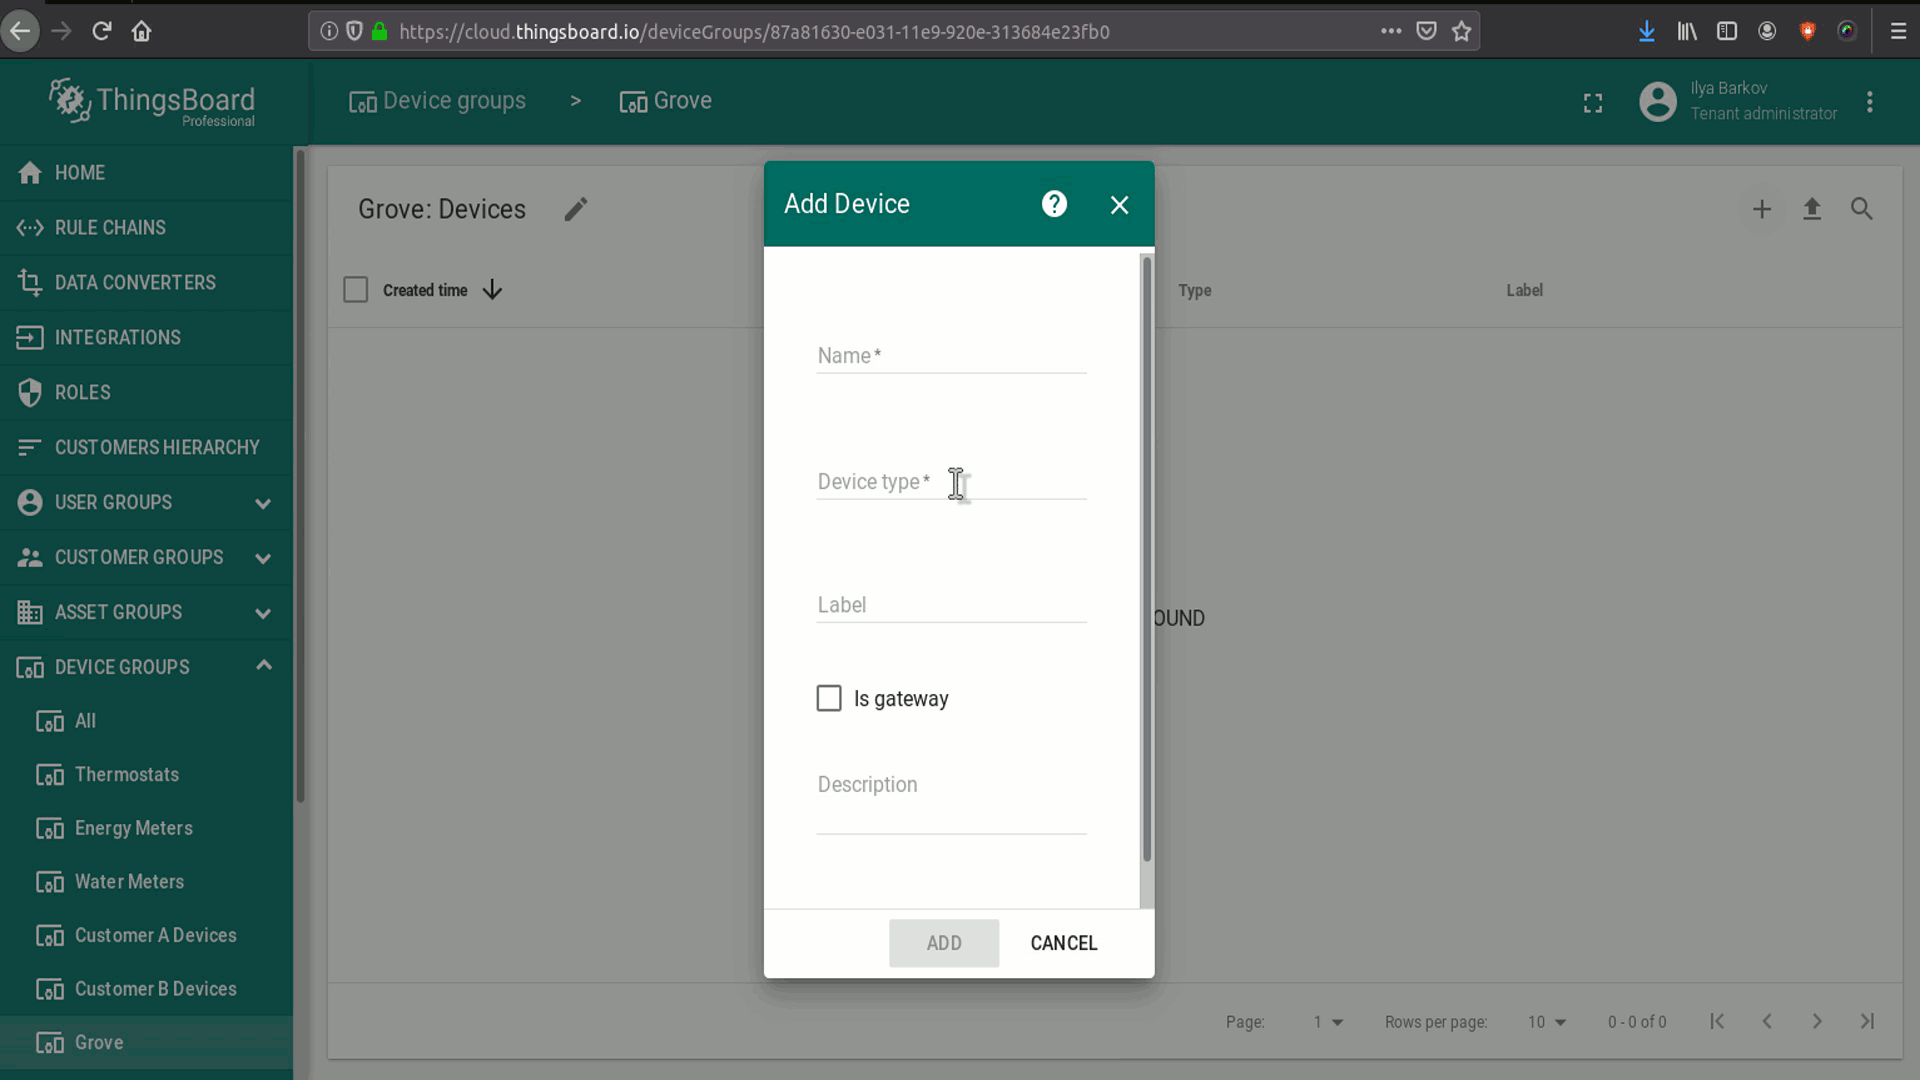 https://cloud.thingsboard.io/deviceGroups/87a81630-e031-11e9-920e-313684e23fb0
ThingsBoard
Professional
Device groups > Grove
Ilya Barkov
Tenant administrator
HOME
RULE CHAINS
DATA CONVERTERS
INTEGRATIONS
ROLES
CUSTOMERS HIERARCHY
USER GROUPS
CUSTOMER GROUPS
ASSET GROUPS
DEVICE GROUPS
All
Thermostats
Energy Meters
Water Meters
Customer A Devices
Customer B Devices
Grove
Grove: Devices
Created time
Type
Label
OUND
Add Device
Name*
Device type*
Label
Is gateway
Description
ADD
CANCEL
Page: 1 Rows per page: 10 0 - 0 of 0